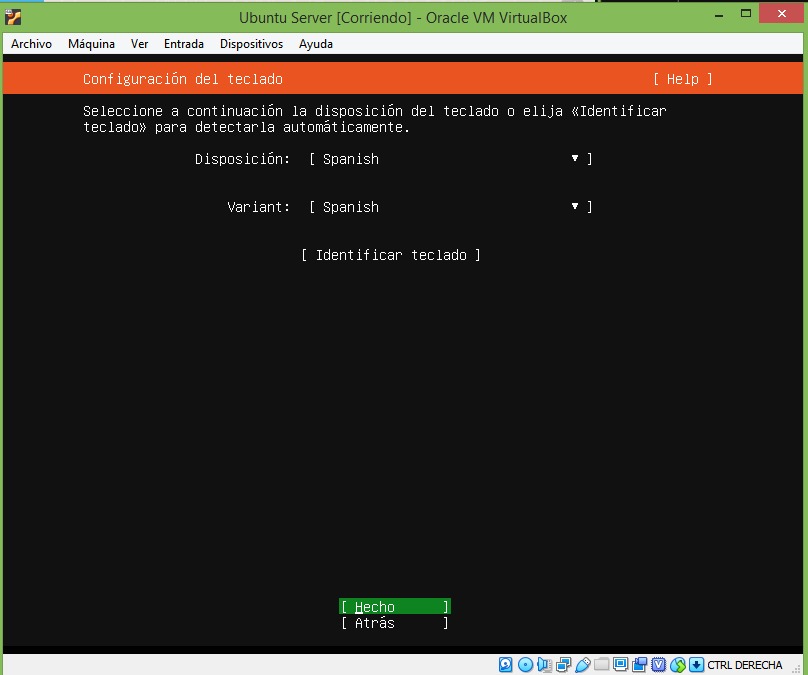 Ubuntu Server [Corriendo] - Oracle VM VirtualBox
Archivo Máquina Ver Entrada Dispositivos Ayuda
Configuración del teclado [ Help ]
Seleccione a continuación la disposición del teclado o elija «Identificar
teclado» para detectarla automáticamente.
Disposición: [ Spanish ▾ ]
Variant: [ Spanish ▾ ]
[ Identificar teclado ]
[ Hecho ]
[ Atrás ]
CTRL DERECHA